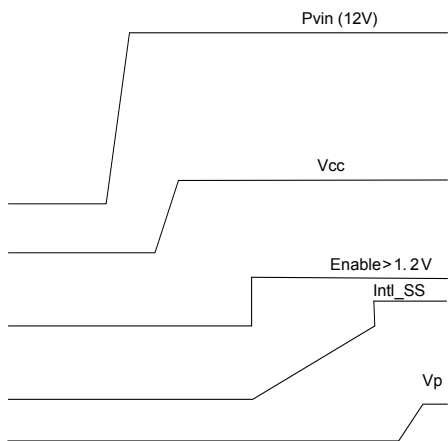 Pvin (12V)
Vcc
Enable>1.2V
Intl_SS
Vp